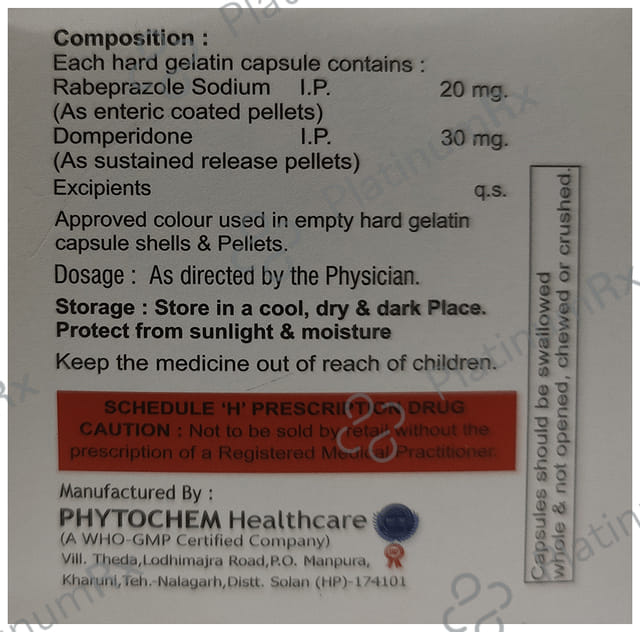 Composition :
Each hard gelatin capsule contains :
Rabeprazole Sodium I.P. 20 mg.
(As enteric coated pellets)
Domperidone I.P. 30 mg.
(As sustained release pellets)
Excipients q.s.
Approved colour used in empty hard gelatin
capsule shells & Pellets.
Dosage : As directed by the Physician.
Storage : Store in a cool, dry & dark Place.
Protect from sunlight & moisture
Keep the medicine out of reach of children.
SCHEDULE 'H' PRESCRIPTION DRUG
CAUTION : Not to be sold by retail without the
prescription of a Registered Medical Practitioner.
Manufactured By :
PHYTOCHEM Healthcare
(A WHO-GMP Certified Company)
Vill. Theda,Lodhimajra Road,P.O. Manpura,
Kharuni,Teh.-Nalagarh,Distt. Solan (HP)-174101
Capsules should be swallowed
whole & not opened, chewed or crushed.
PlatinumRx
PlatinumRx
PlatinumRx